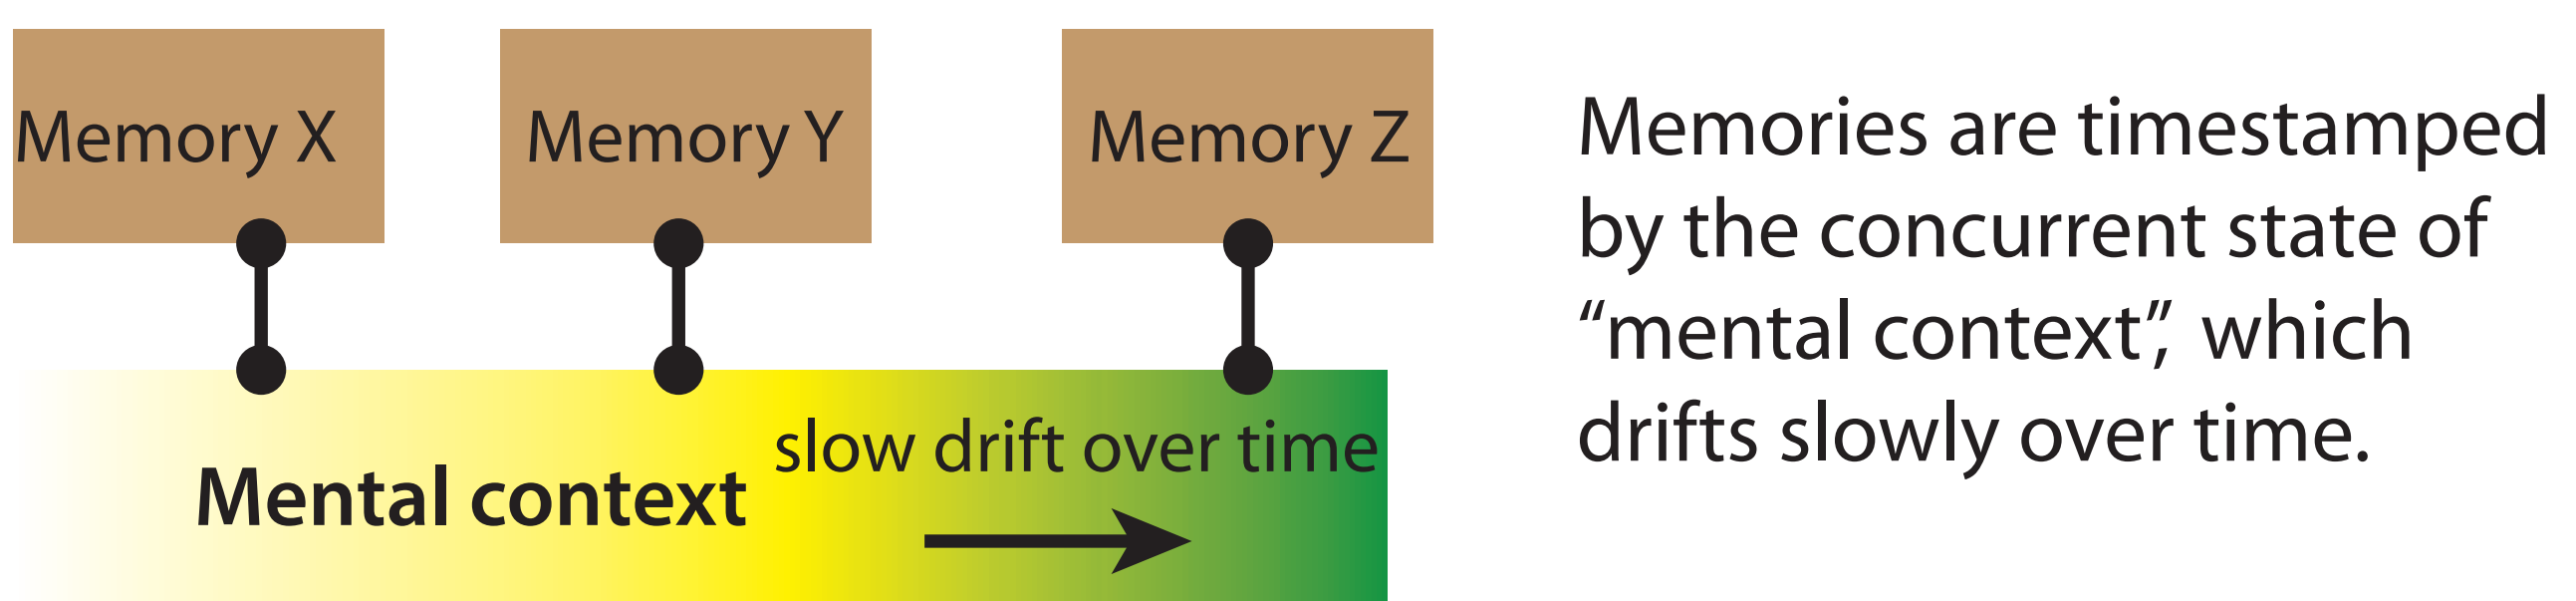 Memory X
Memory Y
Memory Z
Mental context
slow drift over time
Memories are timestamped
by the concurrent state of
“mental context”, which
drifts slowly over time.